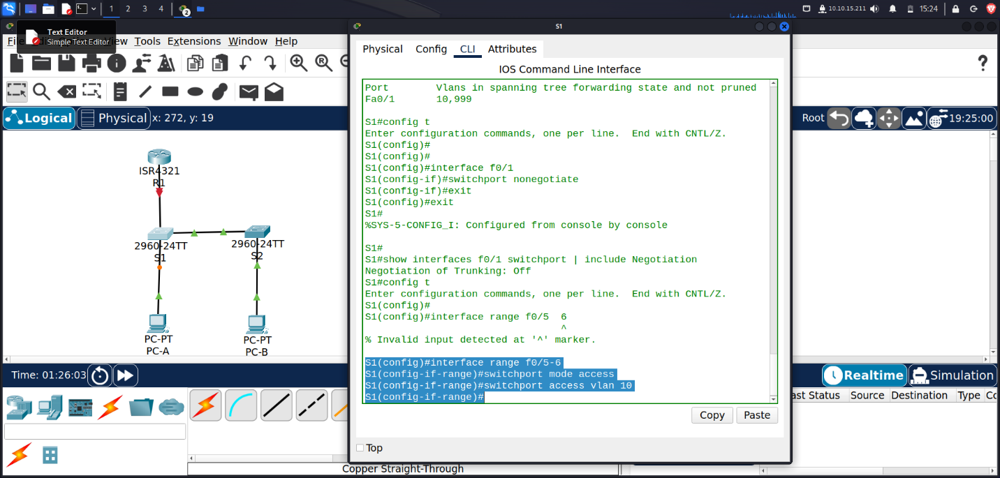 1 2 3 4
2
10.10.15.211
15:24
Text Editor
Simple Text Editor
Tools Extensions Window Help
S1
Physical Config CLI Attributes
IOS Command Line Interface
Port Vlans in spanning tree forwarding state and not pruned
Fa0/1 10,999
S1#config t
Enter configuration commands, one per line. End with CNTL/Z.
S1(config)#
S1(config)#
S1(config)#interface f0/1
S1(config-if)#switchport nonegotiate
S1(config-if)#exit
S1(config)#exit
S1#
%SYS-5-CONFIG_I: Configured from console by console
S1#
S1#show interfaces f0/1 switchport | include Negotiation
Negotiation of Trunking: Off
S1#config t
Enter configuration commands, one per line. End with CNTL/Z.
S1(config)#
S1(config)#interface range f0/5 6
^
% Invalid input detected at '^' marker.
S1(config)#interface range f0/5-6
S1(config-if-range)#switchport mode access
S1(config-if-range)#switchport access vlan 10
S1(config-if-range)#
Copy Paste
Top
Logical Physical x: 272, y: 19
Root 19:25:00
ISR4321
R1
2960-24TT
S1
2960-24TT
S2
PC-PT
PC-A
PC-PT
PC-B
Time: 01:26:03
Realtime Simulation
ast Status Source Destination Type Co
Copper Straight-Through